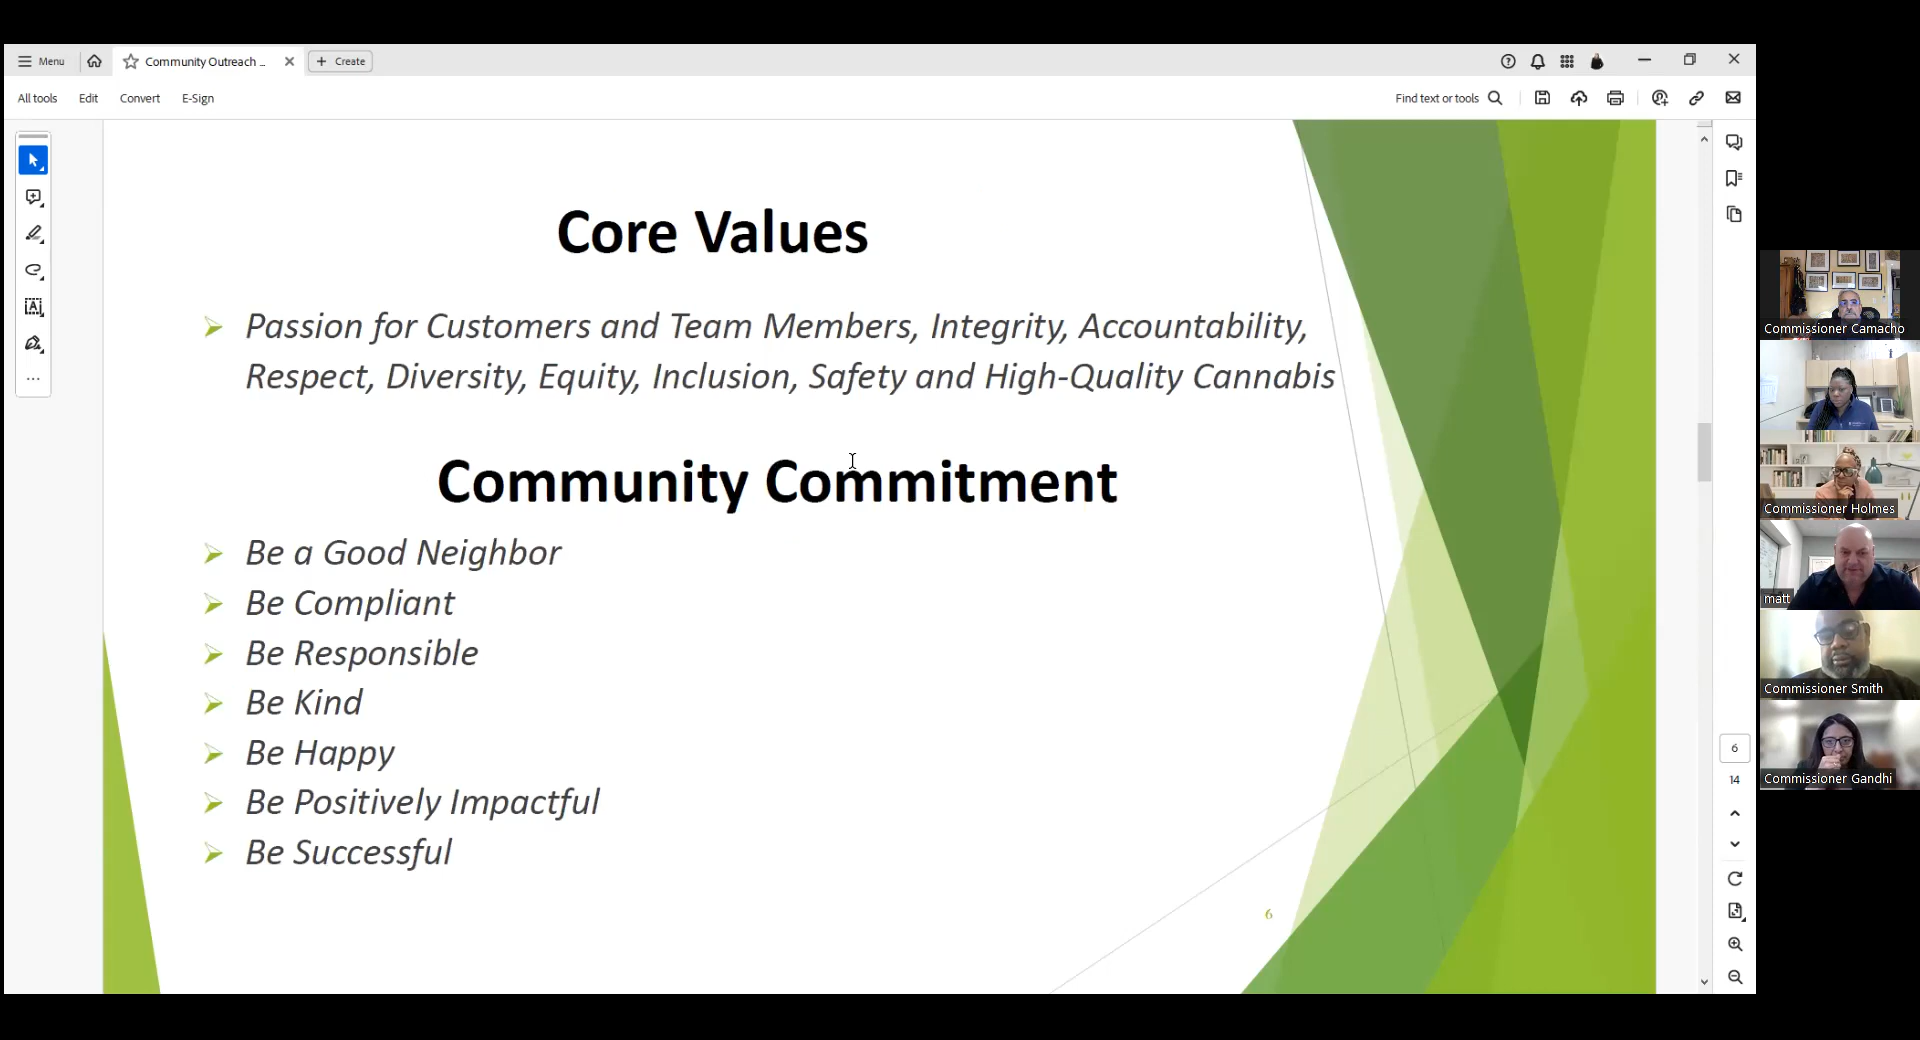 Menu
Community Outreach ...
Create
All tools
Edit
Convert
E-Sign
Find text or tools
Core Values
Passion for Customers and Team Members, Integrity, Accountability,
Respect, Diversity, Equity, Inclusion, Safety and High-Quality Cannabis
Community Commitment
Be a Good Neighbor
Be Compliant
Be Responsible
Be Kind
Be Happy
Be Positively Impactful
Be Successful
6
6
14
Commissioner Camacho
Commissioner Holmes
matt
Commissioner Smith
Commissioner Gandhi